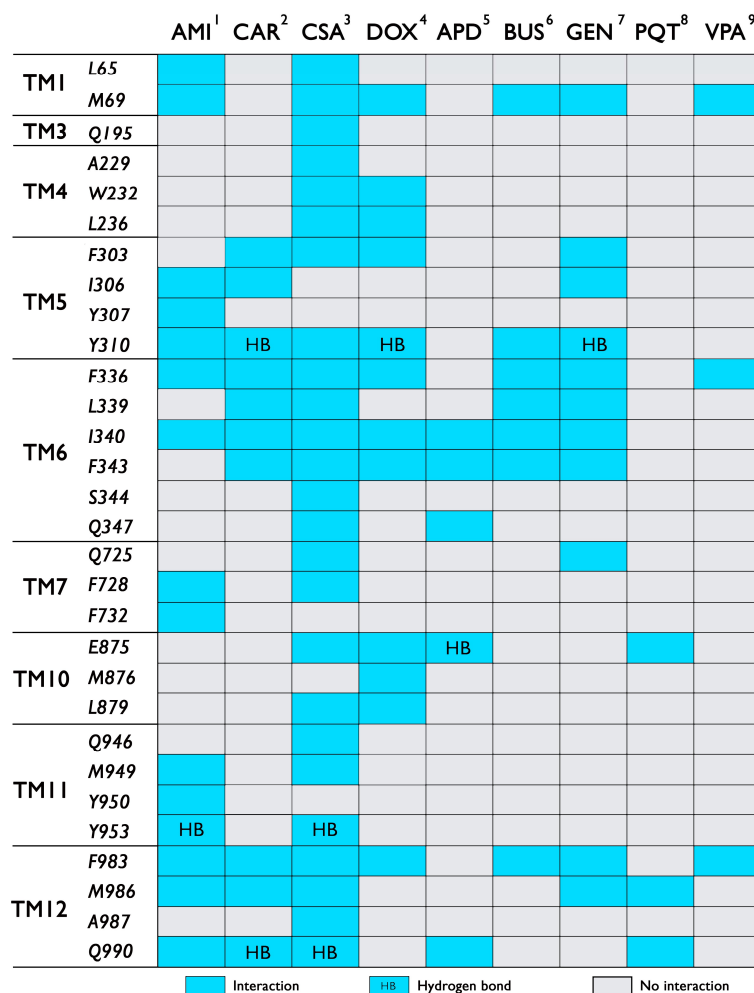 AMI¹ CAR² CSA³ DOX⁴ APD⁵ BUS⁶ GEN⁷ PQT⁸ VPA⁹
TM1
L65
M69
TM3
Q195
TM4
A229
W232
L236
TM5
F303
I306
Y307
Y310 HB HB HB
TM6
F336
L339
I340
F343
S344
Q347
TM7
Q725
F728
F732
TM10
E875 HB
M876
L879
TM11
Q946
M949
Y950
Y953 HB HB
TM12
F983
M986
A987
Q990 HB HB
Interaction HB Hydrogen bond No interaction